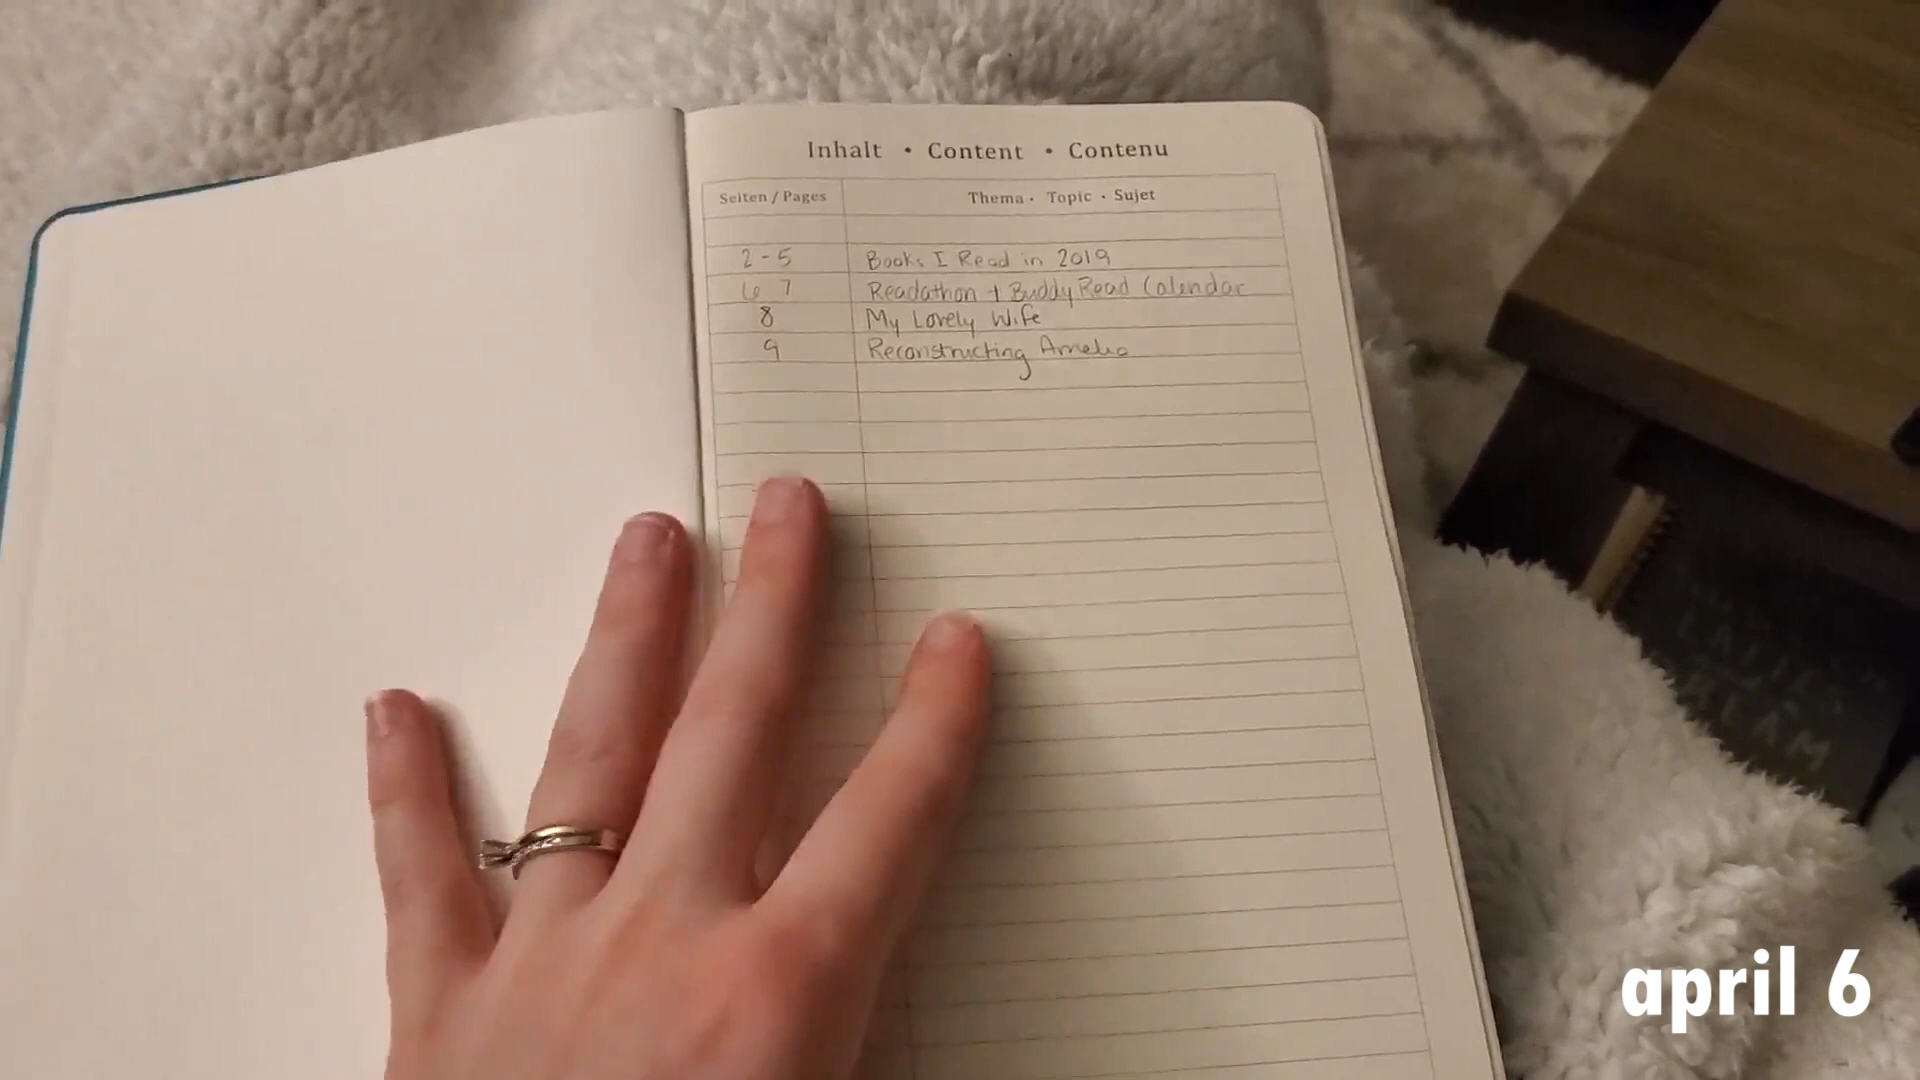 Inhalt • Content • Contenu
Seiten / Pages Thema · Topic · Sujet
2-5 Books I Read in 2019
6 7 Readathon + Buddy Read Calendar
8 My Lovely Wife
9 Reconstructing Amelia
april 6